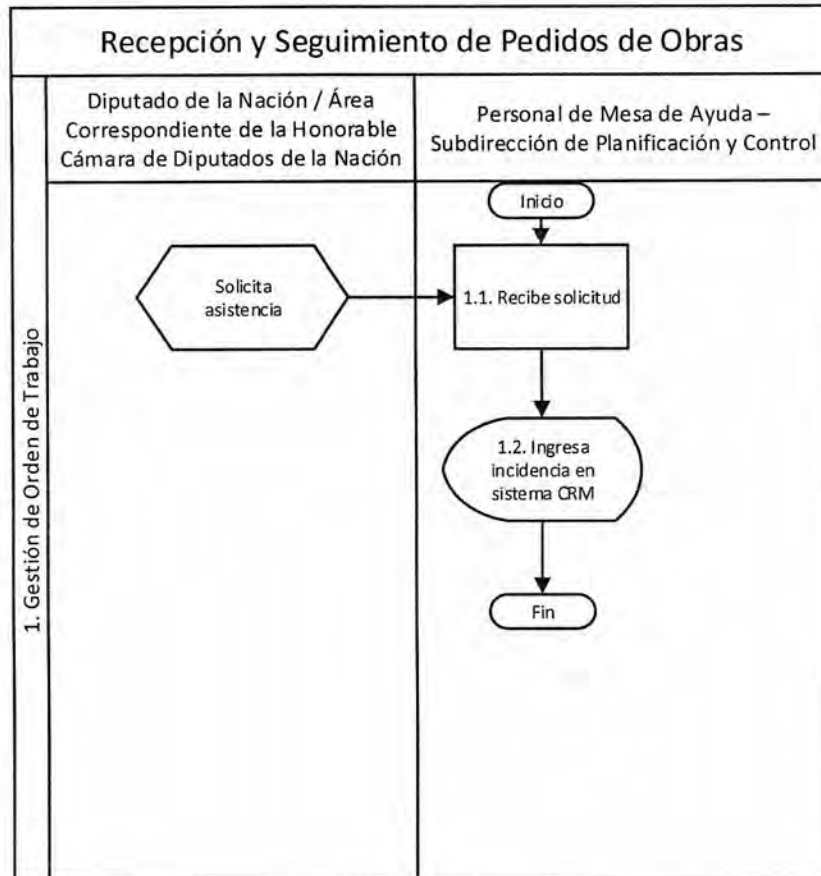 Recepción y Seguimiento de Pedidos de Obras
Diputado de la Nación / Área
Correspondiente de la Honorable
Cámara de Diputados de la Nación
Personal de Mesa de Ayuda –
Subdirección de Planificación y Control
1. Gestión de Orden de Trabajo
Inicio
Solicita
asistencia
1.1. Recibe solicitud
1.2. Ingresa
incidencia en
sistema CRM
Fin